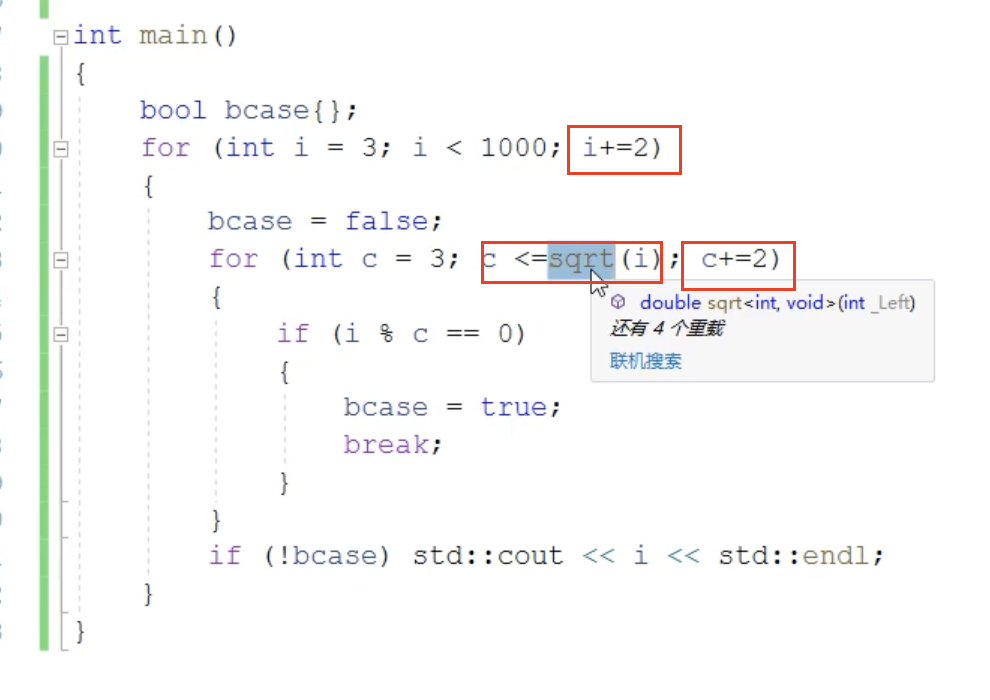 int main()
{
bool bcase{};
for (int i = 3; i < 1000; i+=2)
{
bcase = false;
for (int c = 3; c <=sqrt(i); c+=2)
{
double sqrt<int, void>(int _Left)
还有 4 个重载
联机搜索
if (i % c == 0)
{
bcase = true;
break;
}
}
if (!bcase) std::cout << i << std::endl;
}
}